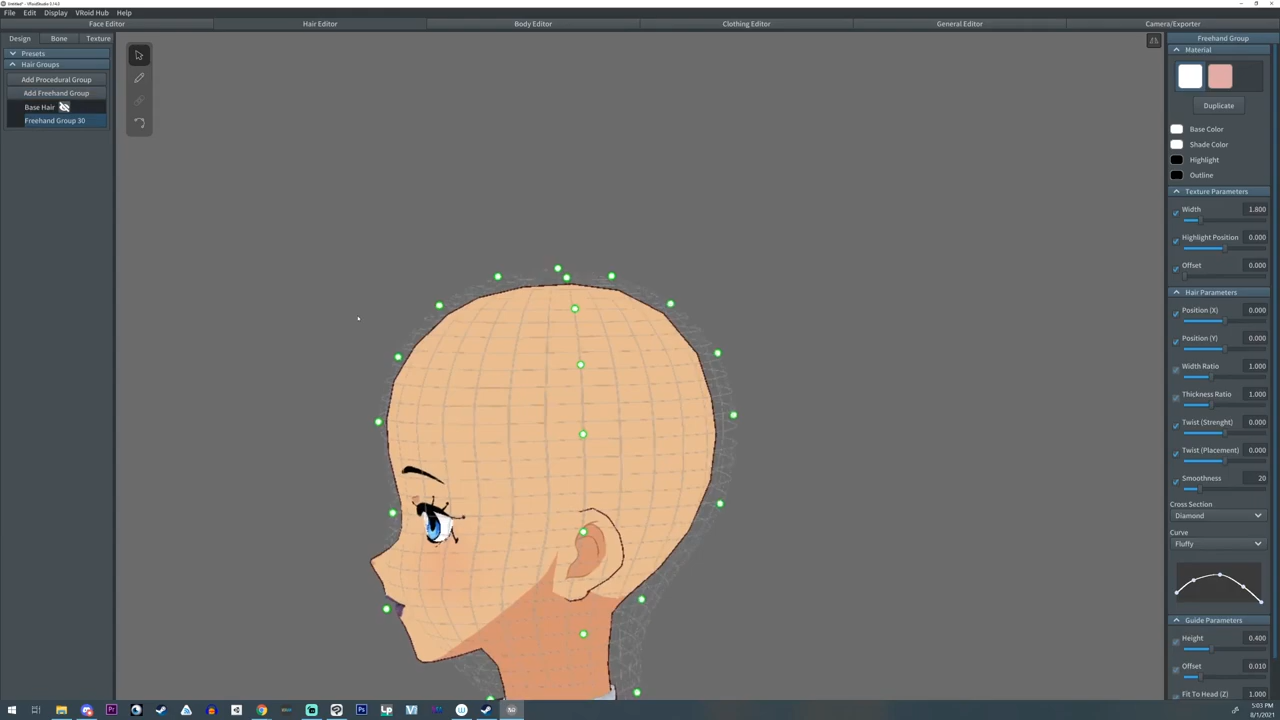 Untitled* - VRoidStudio 0.14.0
File Edit Display VRoid Hub Help
Face Editor Hair Editor Body Editor Clothing Editor General Editor Camera/Exporter
Design Bone Texture
Presets
Hair Groups
Add Procedural Group
Add Freehand Group
Base Hair
Freehand Group 30
Freehand Group
Material
Duplicate
Base Color
Shade Color
Highlight
Outline
Texture Parameters
Width 1.800
Highlight Position 0.000
Offset 0.000
Hair Parameters
Position (X) 0.000
Position (Y) 0.000
Width Ratio 1.000
Thickness Ratio 1.000
Twist (Strenght) 0.000
Twist (Placement) 0.000
Smoothness 20
Cross Section
Diamond
Curve
Fluffy
Guide Parameters
Height 0.400
Offset 0.010
Fit To Head (Z) 1.000
5:03 PM
8/1/2021